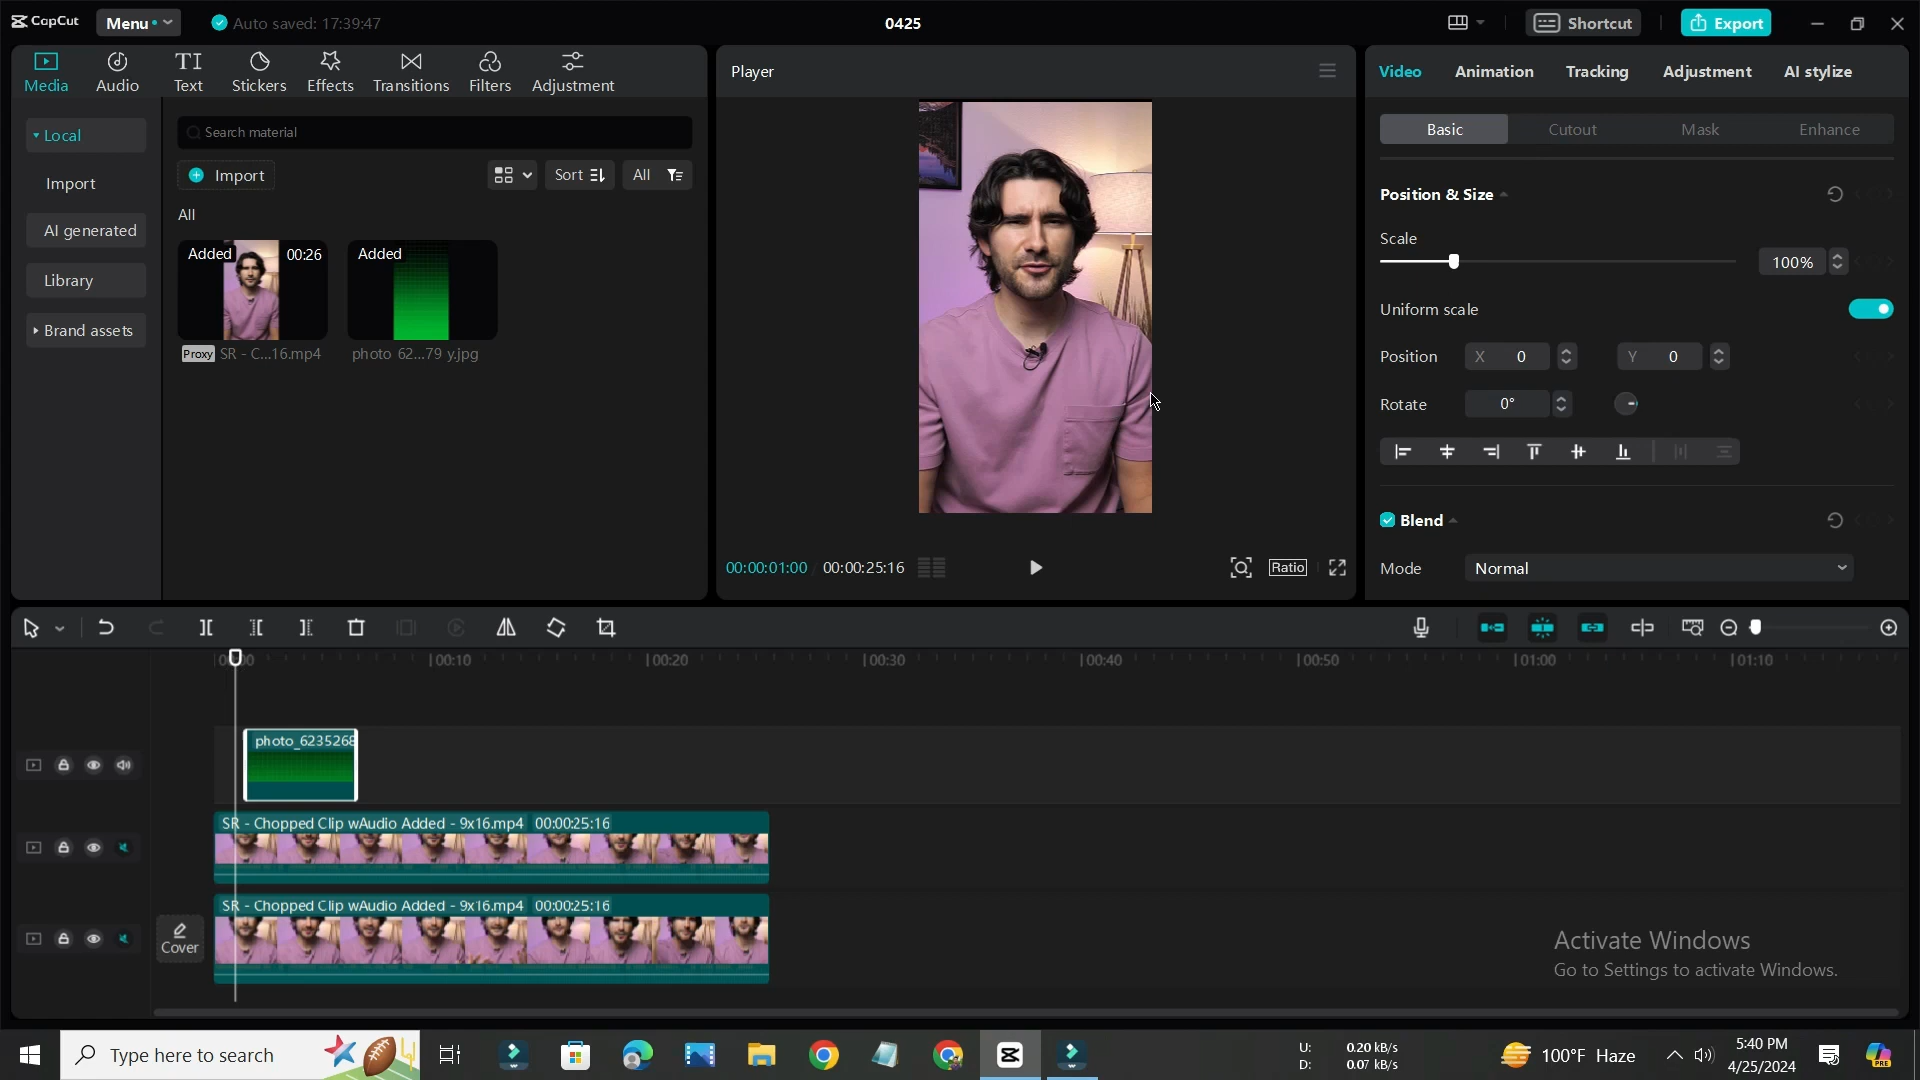 CapCut
Menu
Auto saved: 17:39:47
0425
Shortcut
Export
Media
Audio
TI
Text
Stickers
Effects
Transitions
Filters
Adjustment
Player
Video
Animation
Tracking
Adjustment
AI stylize
Local
Import
AI generated
Library
Brand assets
Search material
Import
Sort
All
All
Added
00:26
Added
Proxy
SR - C...16.mp4
photo 62...79 y.jpg
00:00:01:00
00:00:25:16
Ratio
Basic
Cutout
Mask
Enhance
Position & Size
Scale
100%
Uniform scale
Position
X 0
Y 0
Rotate
0°
Blend
Mode
Normal
00:00
00:10
00:20
00:30
00:40
00:50
01:00
01:10
photo_6235268
SR - Chopped Clip wAudio Added - 9x16.mp4 00:00:25:16
SR - Chopped Clip wAudio Added - 9x16.mp4 00:00:25:16
Cover
Activate Windows
Go to Settings to activate Windows.
Type here to search
U: 0.20 kB/s
D: 0.07 kB/s
100°F Haze
5:40 PM
4/25/2024
PRE